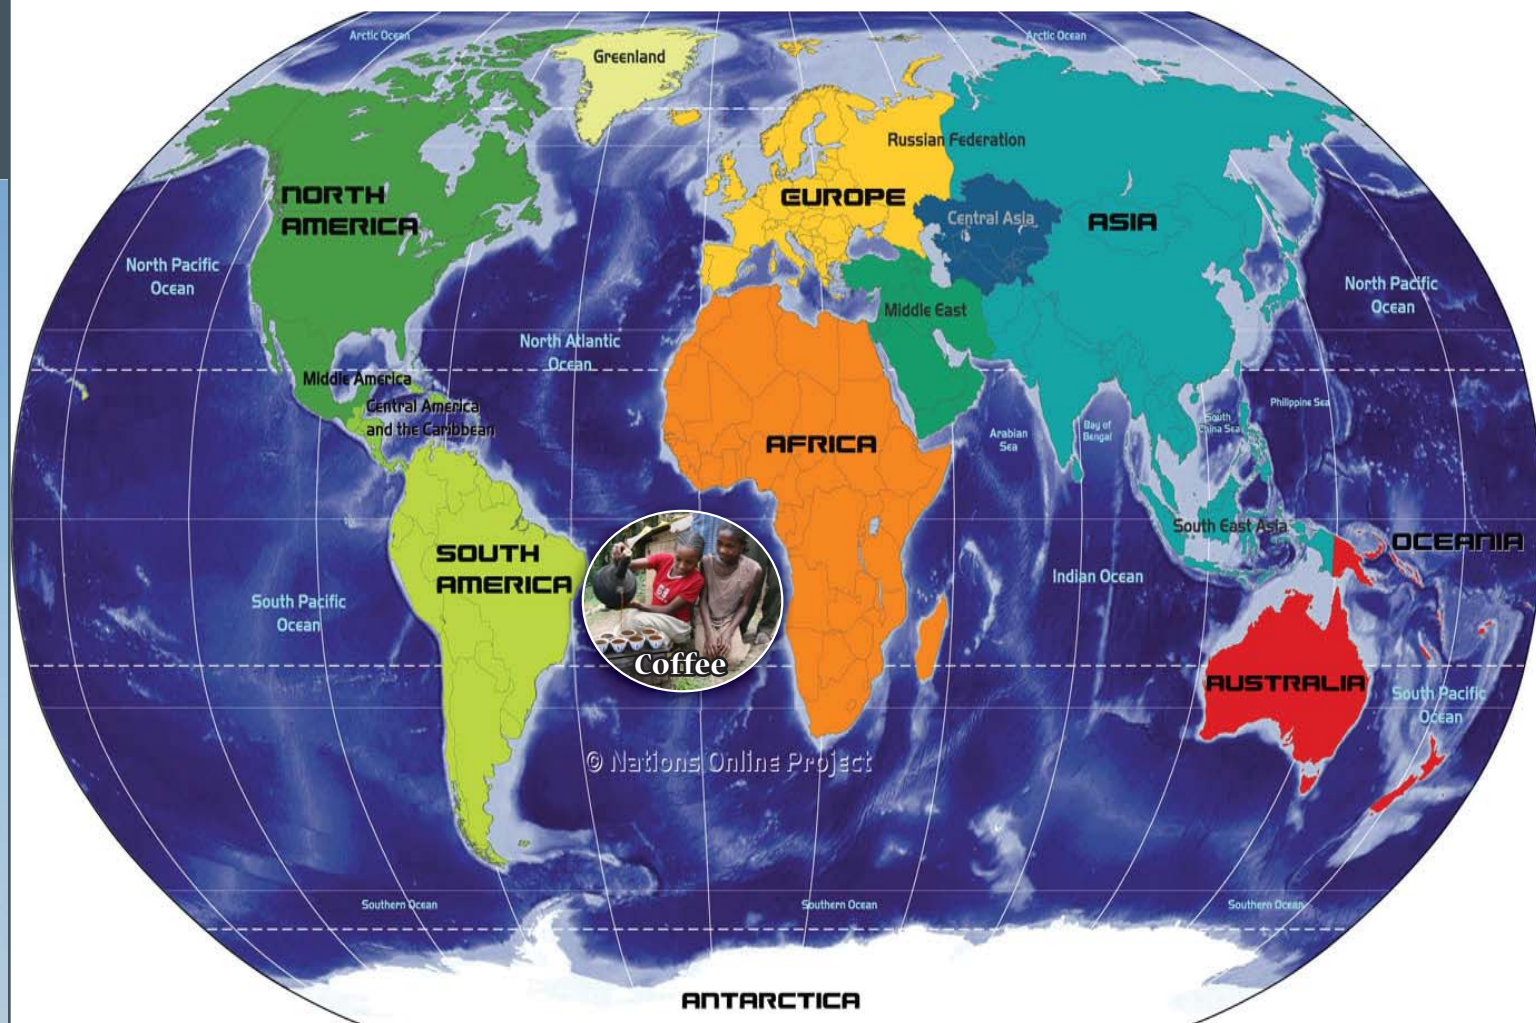 Arctic Ocean
Arctic Ocean
Greenland
Russian Federation
NORTH
AMERICA
EUROPE
Central Asia
ASIA
North Pacific
Ocean
North Pacific
Ocean
Middle East
North Atlantic
Ocean
Middle America
Central America
and the Caribbean
Philippine Sea
South
China Sea
Arabian
Sea
Bay of
Bengal
AFRICA
South East Asia
OCEANIA
SOUTH
AMERICA
Indian Ocean
South Pacific
Ocean
Coffee
AUSTRALIA
South Pacific
Ocean
© Nations Online Project
Southern Ocean
Southern Ocean
Southern Ocean
ANTARCTICA